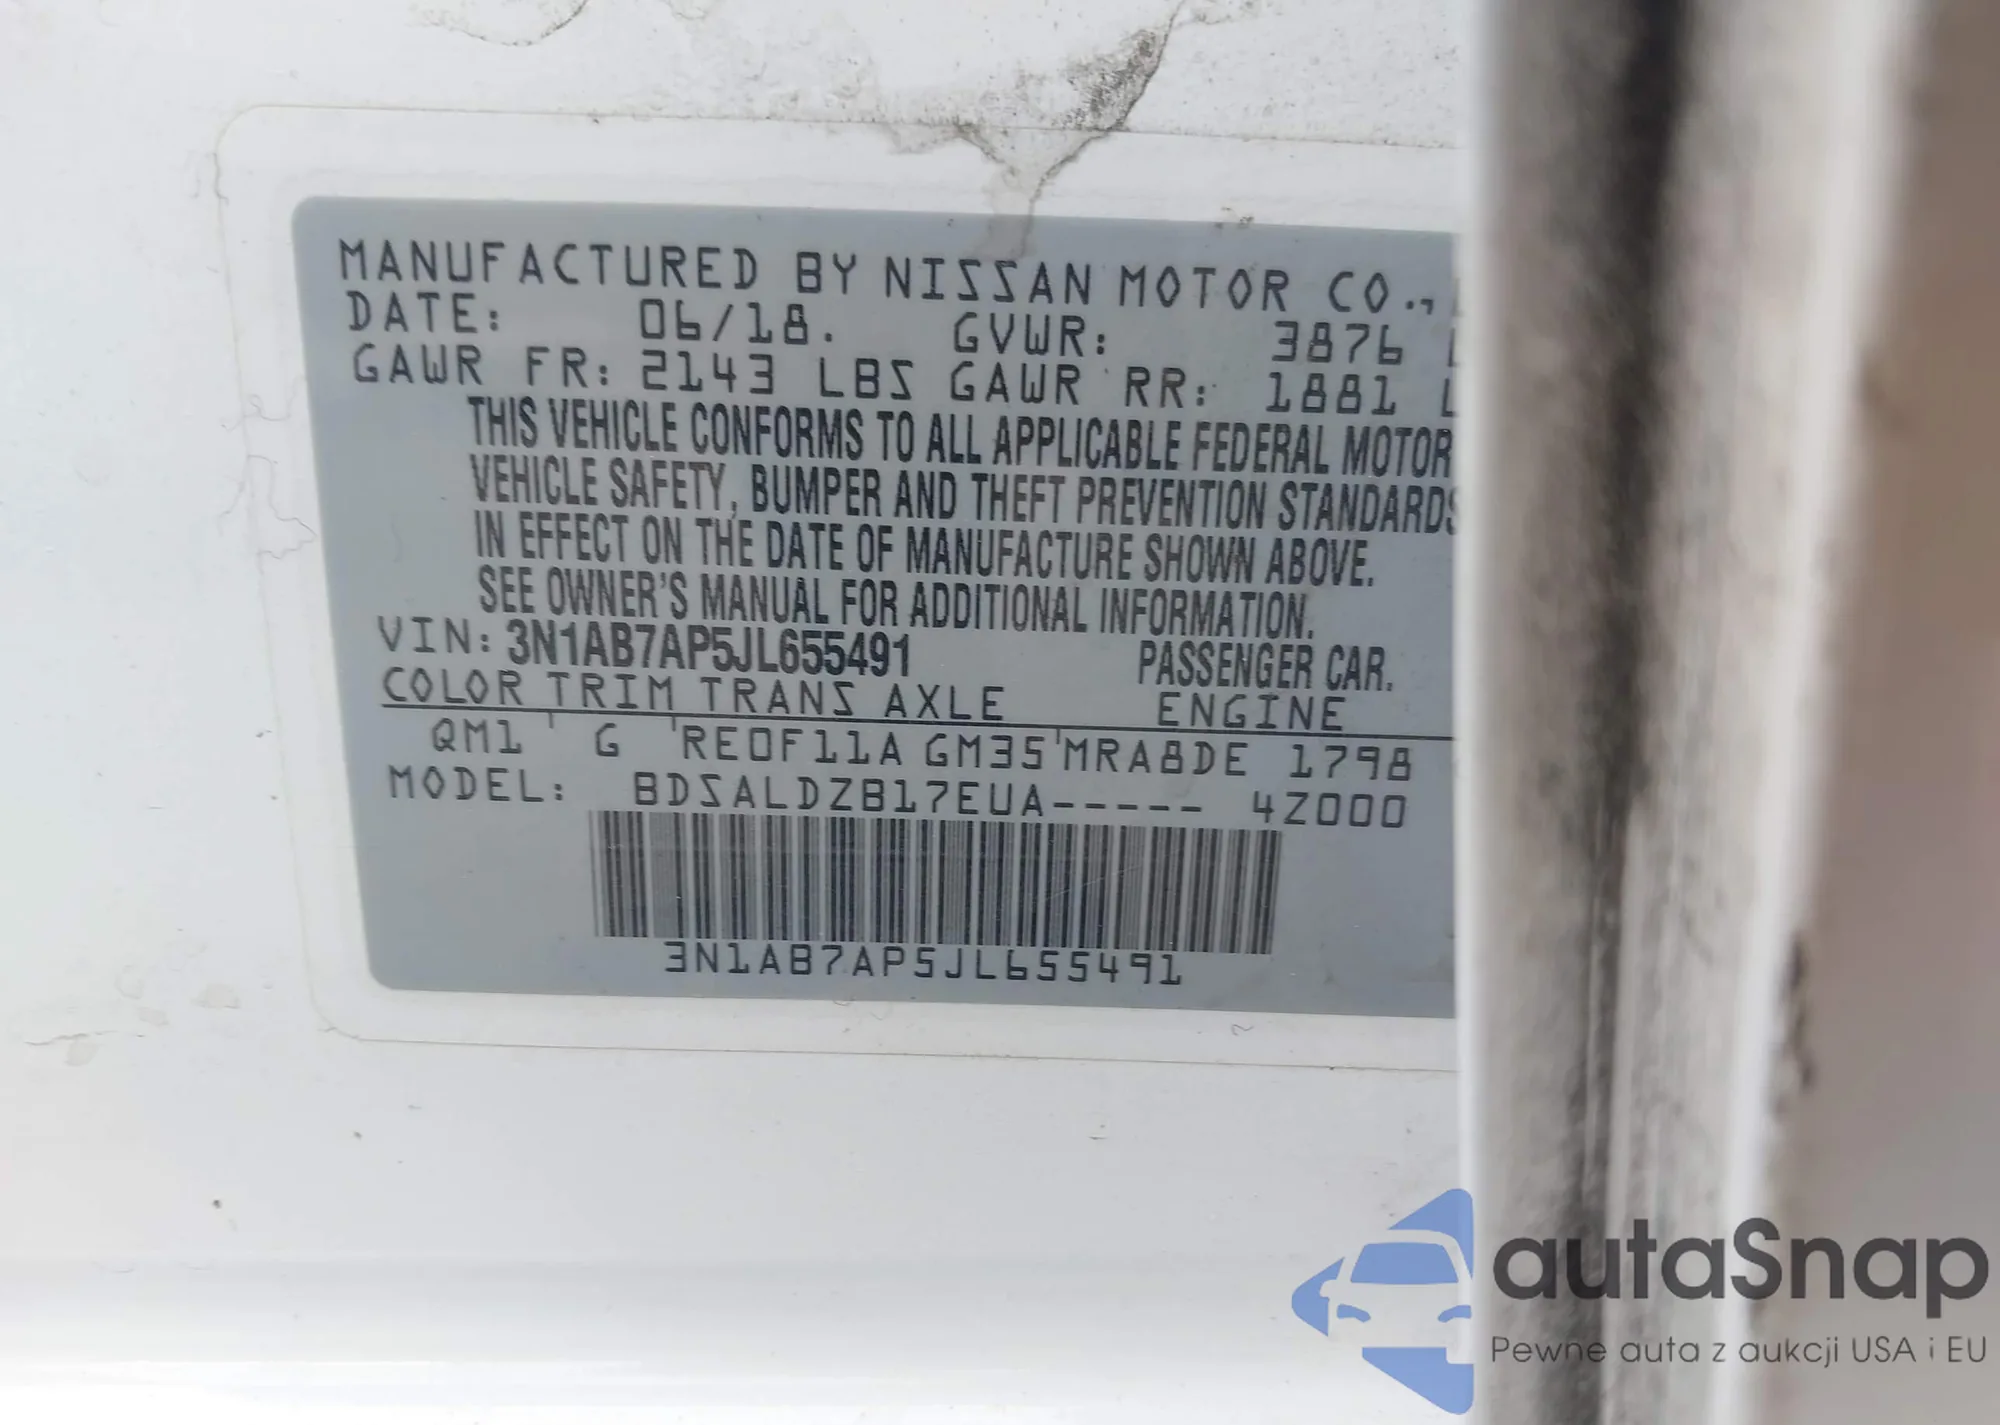 MANUFACTURED BY NISSAN MOTOR CO.,
DATE: 06/18. GVWR: 3876
GAWR FR: 2143 LBS GAWR RR: 1881
THIS VEHICLE CONFORMS TO ALL APPLICABLE FEDERAL MOTOR
VEHICLE SAFETY, BUMPER AND THEFT PREVENTION STANDARDS
IN EFFECT ON THE DATE OF MANUFACTURE SHOWN ABOVE.
SEE OWNER'S MANUAL FOR ADDITIONAL INFORMATION.
VIN: 3N1AB7AP5JL655491 PASSENGER CAR.
COLOR TRIM TRANS AXLE ENGINE
QM1 G RE0F11A GM35 MRA8DE 1798
MODEL: BDSALDZB17EUA----- 4Z000
3N1AB7AP5JL655491
autaSnap
Pewne auta z aukcji USA i EU